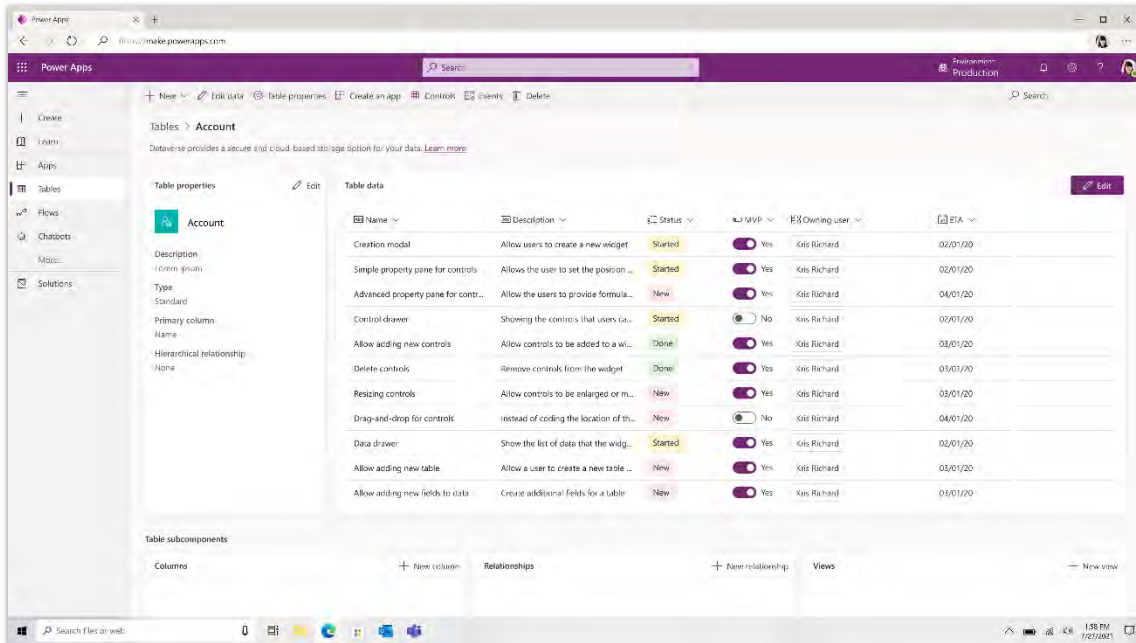 Power Apps
make.powerapps.com
Power Apps
Search
Environment
Production
New
Edit data
Table properties
Create an app
Controls
Events
Delete
Search
Create
Learn
Apps
Tables
Flows
Chatbots
More...
Solutions
Tables > Account
Dataverse provides a secure and cloud-based storage option for your data. Learn more
Table properties
Edit
Account
Description
Lorem ipsum
Type
Standard
Primary column
Name
Hierarchical relationship
None
Table data
Edit
Name Description Status MVP Owning user ETA
Creation modal Allow users to create a new widget Started Yes Kris Richard 02/01/20
Simple property pane for controls Allows the user to set the position ... Started Yes Kris Richard 02/01/20
Advanced property pane for contr... Allow the users to provide formula... New Yes Kris Richard 04/01/20
Control drawer Showing the controls that users ca... Started No Kris Richard 02/01/20
Allow adding new controls Allow controls to be added to a wi... Done Yes Kris Richard 03/01/20
Delete controls Remove controls from the widget Done Yes Kris Richard 03/01/20
Resizing controls Allow controls to be enlarged or m... New Yes Kris Richard 03/01/20
Drag-and-drop for controls Instead of coding the location of th... New No Kris Richard 04/01/20
Data drawer Show the list of data that the widg... Started Yes Kris Richard 02/01/20
Allow adding new table Allow a user to create a new table ... New Yes Kris Richard 03/01/20
Allow adding new fields to data Create additional fields for a table New Yes Kris Richard 03/01/20
Table subcomponents
Columns
New column
Relationships
New relationship
Views
New view
Search files or web
1:58 PM
7/27/2021